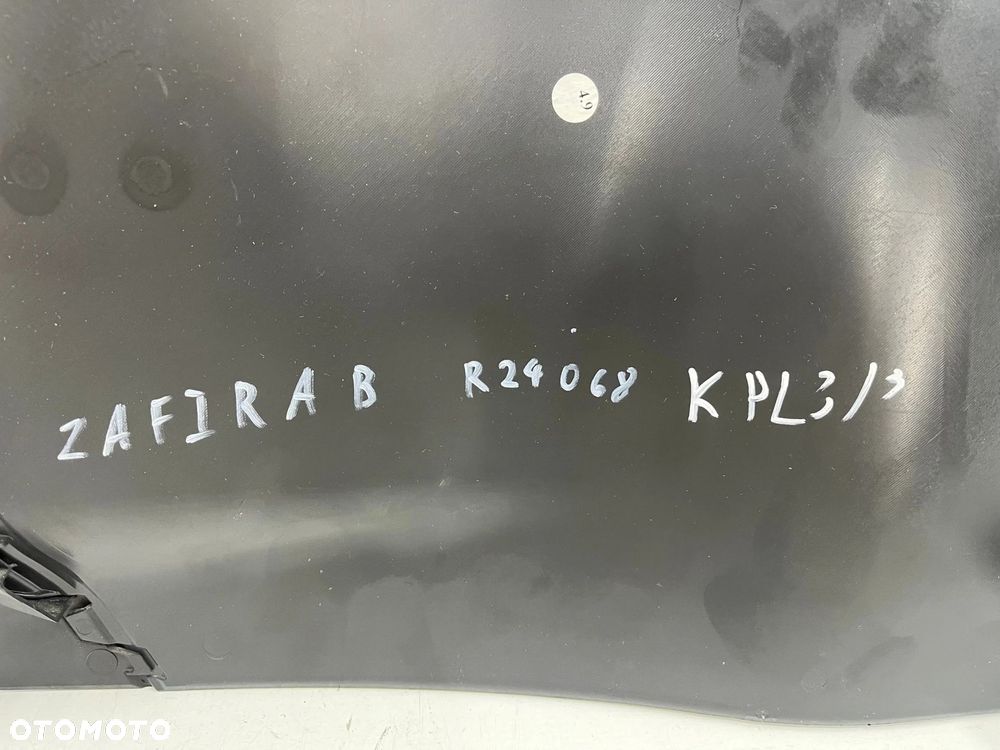 4.9
ZAFIRA B R24068 KPL3/3
OTOMOTO